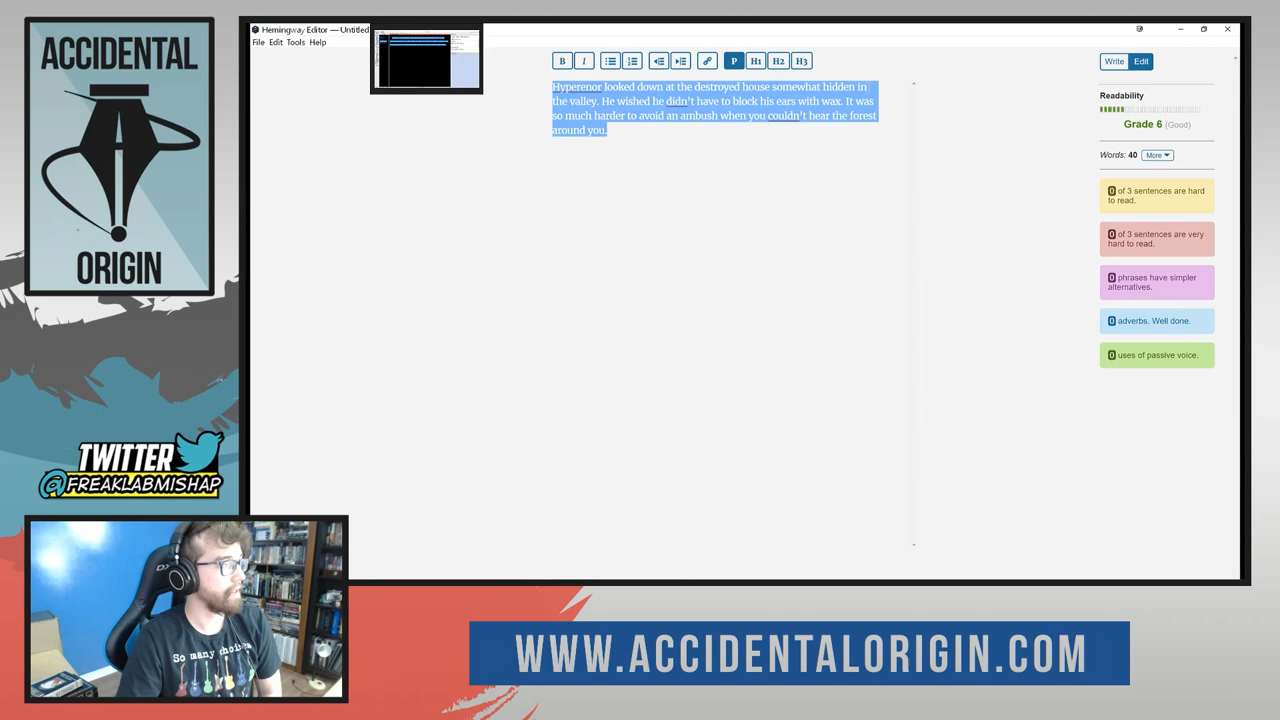 ACCIDENTAL
ORIGIN
TWITTER
@FREAKLABMISHAP
So many choices
Hemingway Editor — Untitled
File Edit Tools Help
B I P H1 H2 H3
Hyperenor looked down at the destroyed house somewhat hidden in
the valley. He wished he didn't have to block his ears with wax. It was
so much harder to avoid an ambush when you couldn't hear the forest
around you.
Write Edit
Readability
Grade 6 (Good)
Words: 40 More
0 of 3 sentences are hard
to read.
0 of 3 sentences are very
hard to read.
0 phrases have simpler
alternatives.
0 adverbs. Well done.
0 uses of passive voice.
WWW.ACCIDENTALORIGIN.COM